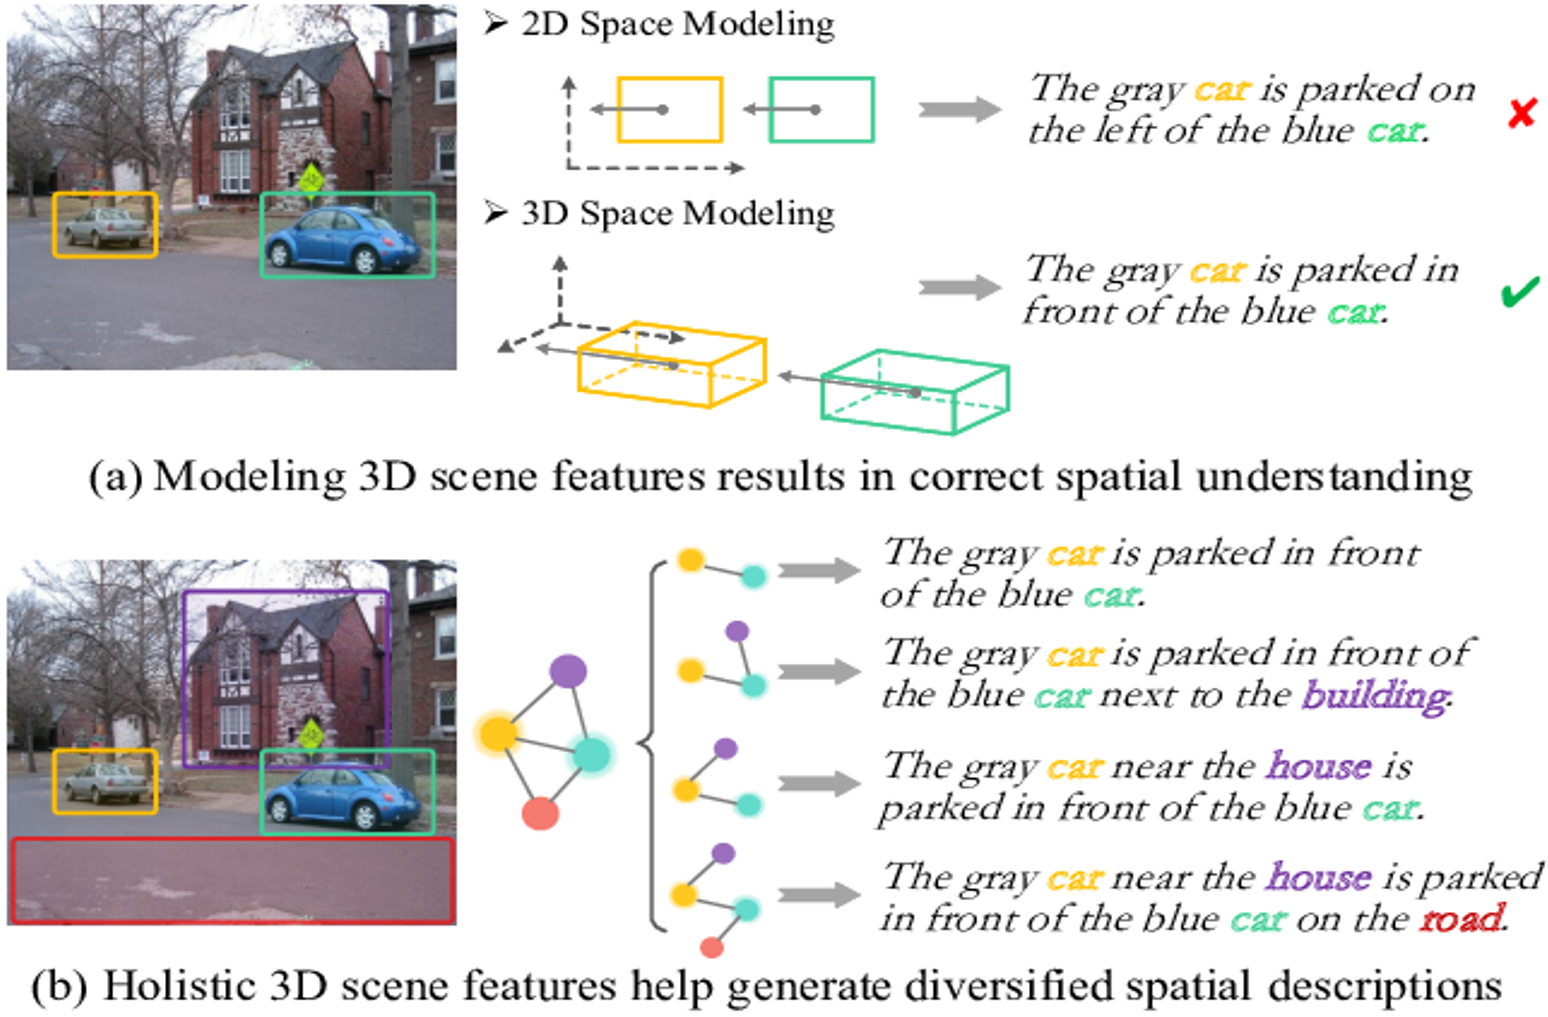 ➢ 2D Space Modeling
The gray car is parked on
the left of the blue car.
➢ 3D Space Modeling
The gray car is parked in
front of the blue car.
(a) Modeling 3D scene features results in correct spatial understanding
The gray car is parked in front
of the blue car.
The gray car is parked in front of
the blue car next to the building.
The gray car near the house is
parked in front of the blue car.
The gray car near the house is parked
in front of the blue car on the road.
(b) Holistic 3D scene features help generate diversified spatial descriptions